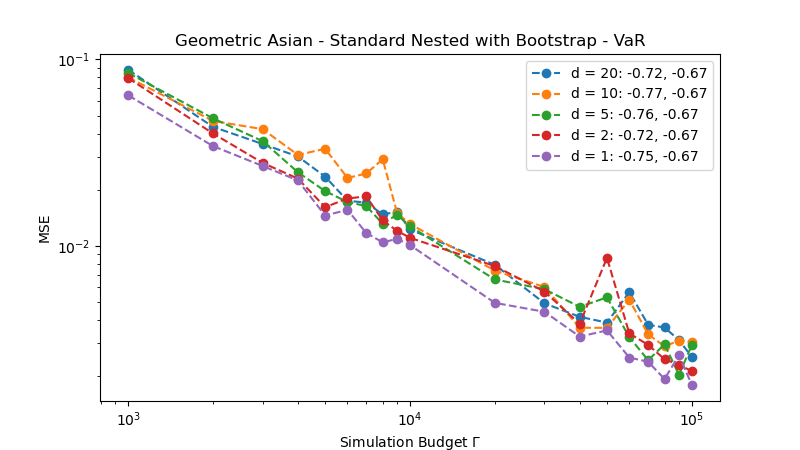 Geometric Asian - Standard Nested with Bootstrap - VaR
10⁻¹
d = 20: -0.72, -0.67
d = 10: -0.77, -0.67
d = 5: -0.76, -0.67
d = 2: -0.72, -0.67
d = 1: -0.75, -0.67
MSE
10⁻²
10³
10⁴
10⁵
Simulation Budget Γ